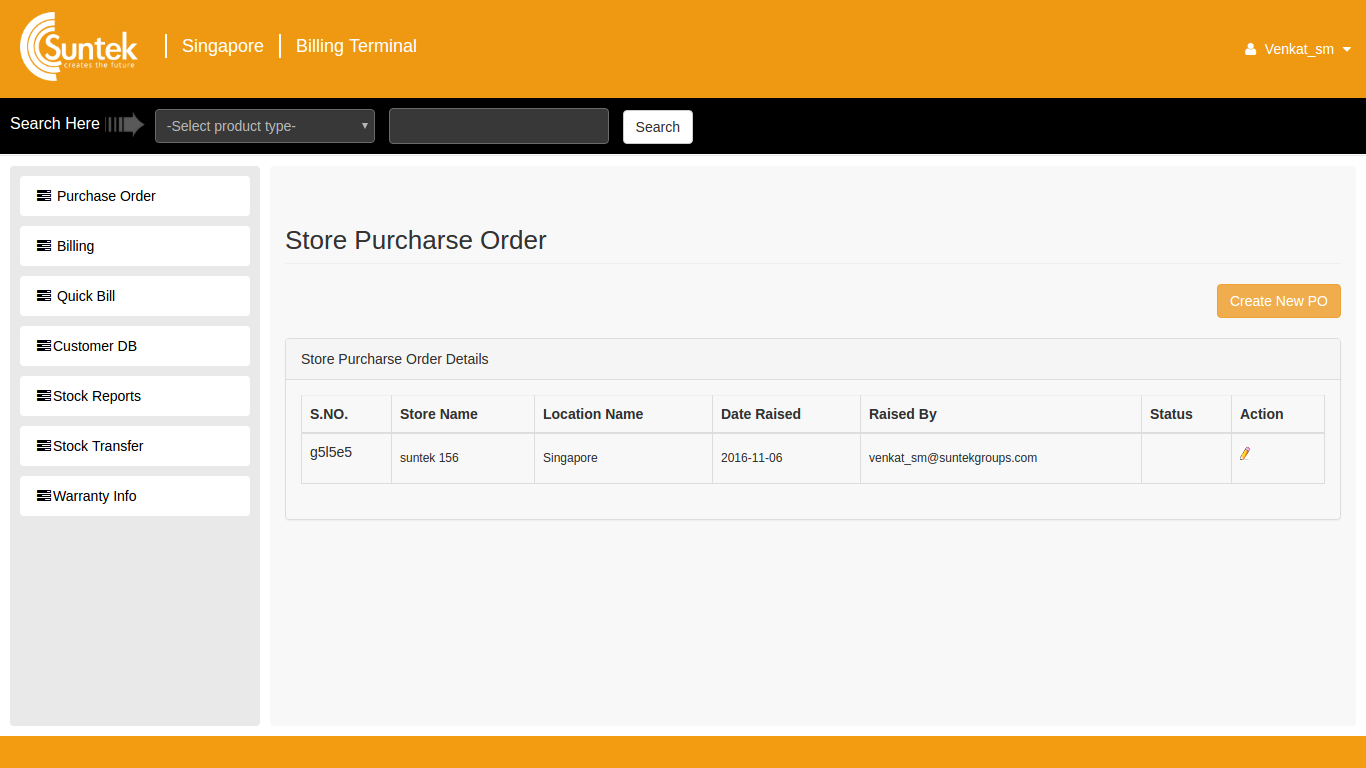 Suntek
creates the future
Singapore
Billing Terminal
Venkat_sm
Search Here
-Select product type-
Search
Purchase Order
Billing
Quick Bill
Customer DB
Stock Reports
Stock Transfer
Warranty Info
Store Purcharse Order
Create New PO
Store Purcharse Order Details
S.NO. Store Name Location Name Date Raised Raised By Status Action
g5l5e5 suntek 156 Singapore 2016-11-06 venkat_sm@suntekgroups.com